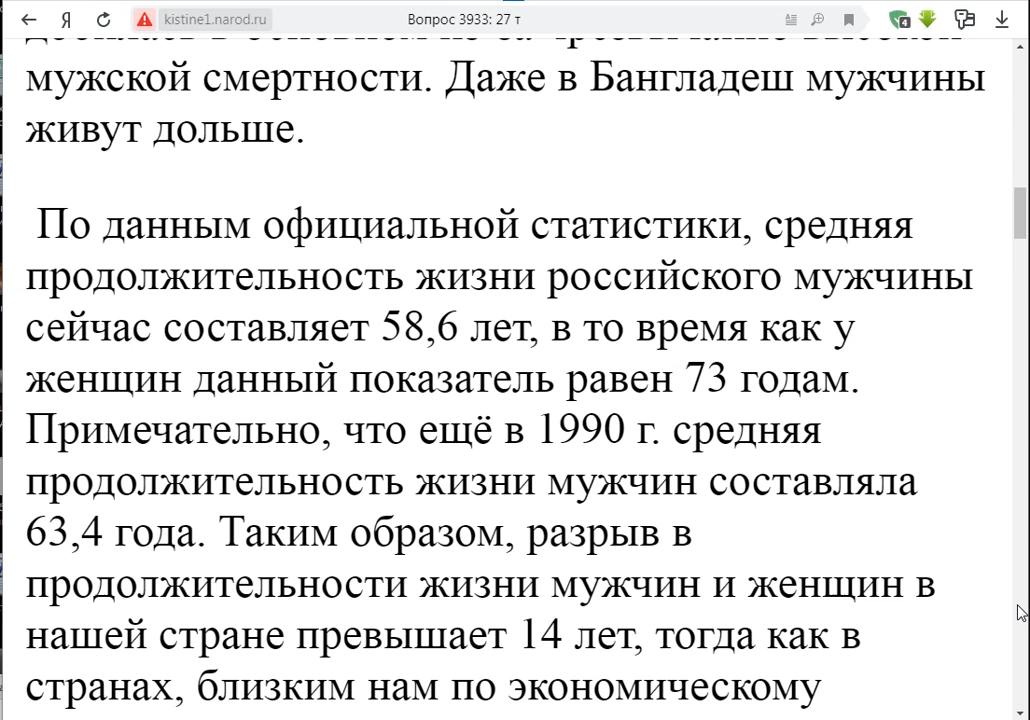 kistine1.narod.ru
Вопрос 3933: 27 т
4
мужской смертности. Даже в Бангладеш мужчины
живут дольше.
По данным официальной статистики, средняя
продолжительность жизни российского мужчины
сейчас составляет 58,6 лет, в то время как у
женщин данный показатель равен 73 годам.
Примечательно, что ещё в 1990 г. средняя
продолжительность жизни мужчин составляла
63,4 года. Таким образом, разрыв в
продолжительности жизни мужчин и женщин в
нашей стране превышает 14 лет, тогда как в
странах, близким нам по экономическому